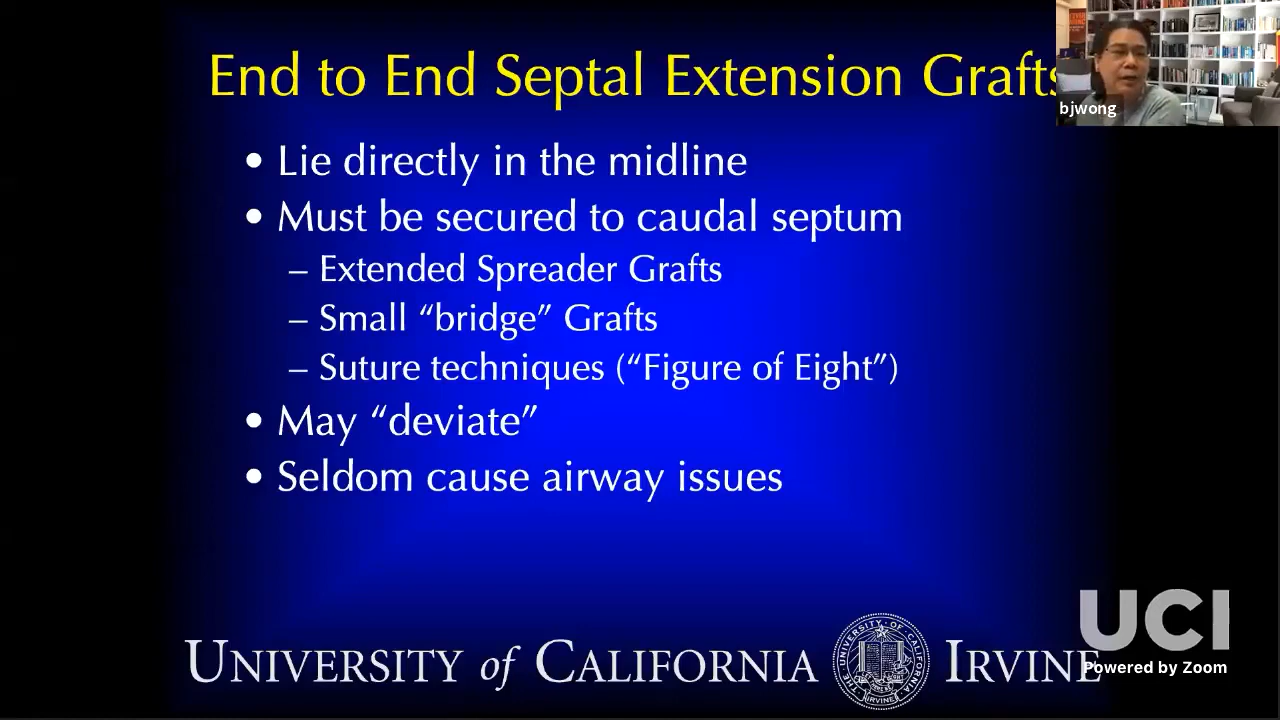 End to End Septal Extension Grafts
bjwong
• Lie directly in the midline
• Must be secured to caudal septum
– Extended Spreader Grafts
– Small “bridge” Grafts
– Suture techniques (“Figure of Eight”)
• May “deviate”
• Seldom cause airway issues
UCI
UNIVERSITY of CALIFORNIA IRVINE
Powered by Zoom